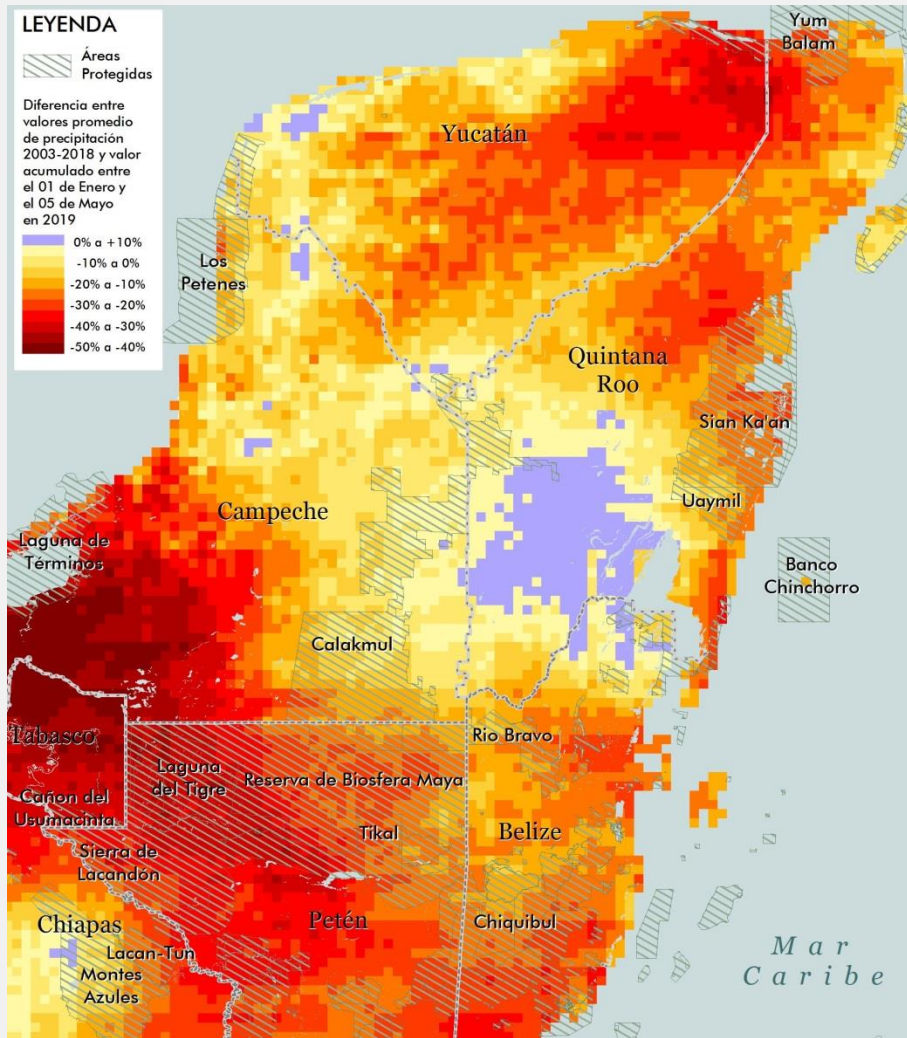 LEYENDA
Áreas
Protegidas
Diferencia entre
valores promedio
de precipitación
2003-2018 y valor
acumulado entre
el 01 de Enero y
el 05 de Mayo
en 2019
0% a +10%
-10% a 0%
-20% a -10%
-30% a -20%
-40% a -30%
-50% a -40%
Yum
Balam
Yucatán
Los
Petenes
Quintana
Roo
Sian Ka'an
Uaymil
Campeche
Laguna de
Términos
Banco
Chinchorro
Calakmul
Tabasco
Rio Bravo
Laguna
del Tigre
Reserva de Biosfera Maya
Cañon del
Usumacinta
Tikal
Belize
Sierra de
Lacandón
Chiapas
Petén
Chiquibul
Lacan-Tun
Montes
Azules
Mar
Caribe